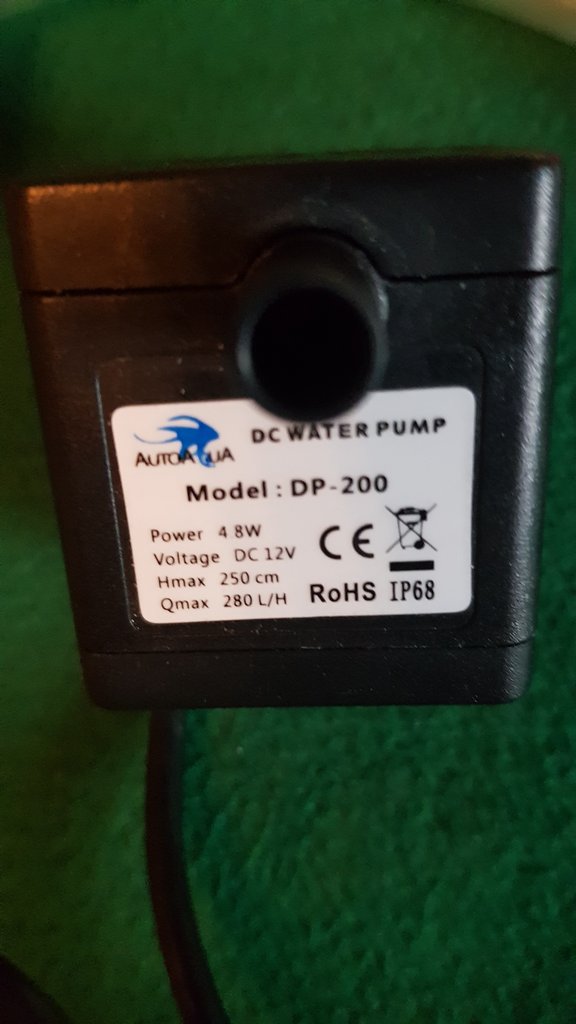 AUTOAQUA
DC WATER PUMP
Model : DP-200
Power 4.8W
Voltage DC 12V
Hmax 250 cm
Qmax 280 L/H
CE
RoHS IP68